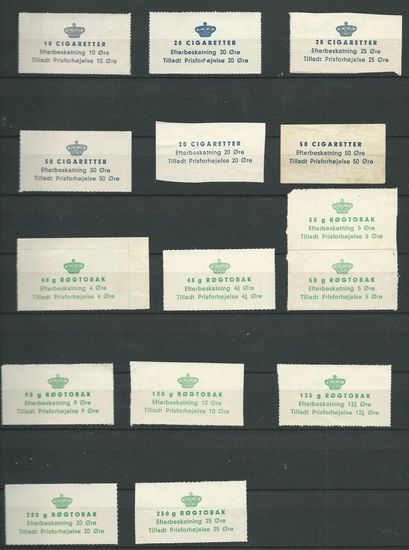 10 CIGARETTER
Efterbeskatning 10 Øre
Tilladt Prisforhøjelse 10 Øre
20 CIGARETTER
Efterbeskatning 20 Øre
Tilladt Prisforhøjelse 20 Øre
25 CIGARETTER
Efterbeskatning 25 Øre
Tilladt Prisforhøjelse 25 Øre
50 CIGARETTER
Efterbeskatning 50 Øre
Tilladt Prisforhøjelse 50 Øre
20 CIGARETTER
Efterbeskatning 20 Øre
Tilladt Prisforhøjelse 20 Øre
50 CIGARETTER
Efterbeskatning 50 Øre
Tilladt Prisforhøjelse 50 Øre
50 g RØGTOBAK
Efterbeskatning 5 Øre
Tilladt Prisforhøjelse 5 Øre
40 g RØGTOBAK
Efterbeskatning 4 Øre
Tilladt Prisforhøjelse 4 Øre
45 g RØGTOBAK
Efterbeskatning 4½ Øre
Tilladt Prisforhøjelse 4½ Øre
50 g RØGTOBAK
Efterbeskatning 5 Øre
Tilladt Prisforhøjelse 5 Øre
90 g RØGTOBAK
Efterbeskatning 9 Øre
Tilladt Prisforhøjelse 9 Øre
100 g RØGTOBAK
Efterbeskatning 10 Øre
Tilladt Prisforhøjelse 10 Øre
125 g RØGTOBAK
Efterbeskatning 12½ Øre
Tilladt Prisforhøjelse 12½ Øre
200 g RØGTOBAK
Efterbeskatning 20 Øre
Tilladt Prisforhøjelse 20 Øre
250 g RØGTOBAK
Efterbeskatning 25 Øre
Tilladt Prisforhøjelse 25 Øre